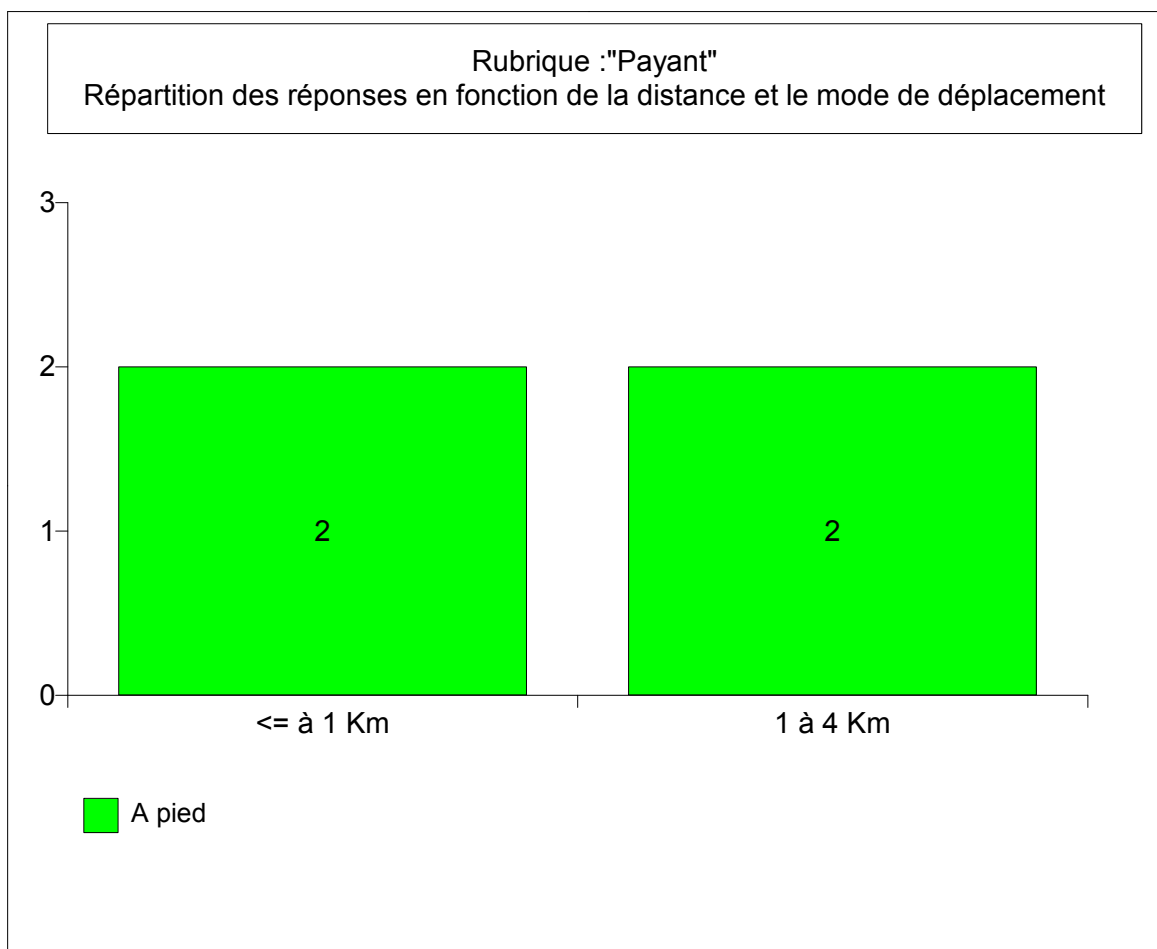 Rubrique :"Payant"
Répartition des réponses en fonction de la distance et le mode de déplacement
3
2
1
0
2
2
<= à 1 Km
1 à 4 Km
A pied